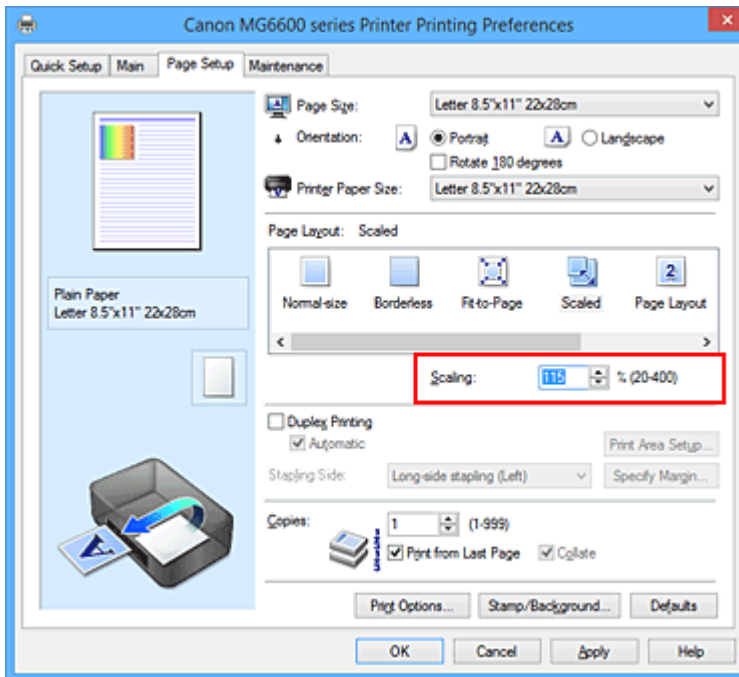 Canon MG6600 series Printer Printing Preferences
Quick Setup Main Page Setup Maintenance
Page Size: Letter 8.5"x11" 22x28cm
Orientation: A Portrait A Landscape
Rotate 180 degrees
Printer Paper Size: Letter 8.5"x11" 22x28cm
Page Layout: Scaled
Normal-size Borderless Fit-to-Page Scaled Page Layout
Plain Paper
Letter 8.5"x11" 22x28cm
Scaling: 115 % (20-400)
Duplex Printing
Automatic Print Area Setup...
Stapling Side: Long-side stapling (Left) Specify Margin...
Copies: 1 (1-999)
Print from Last Page Collate
Print Options... Stamp/Background... Defaults
OK Cancel Apply Help